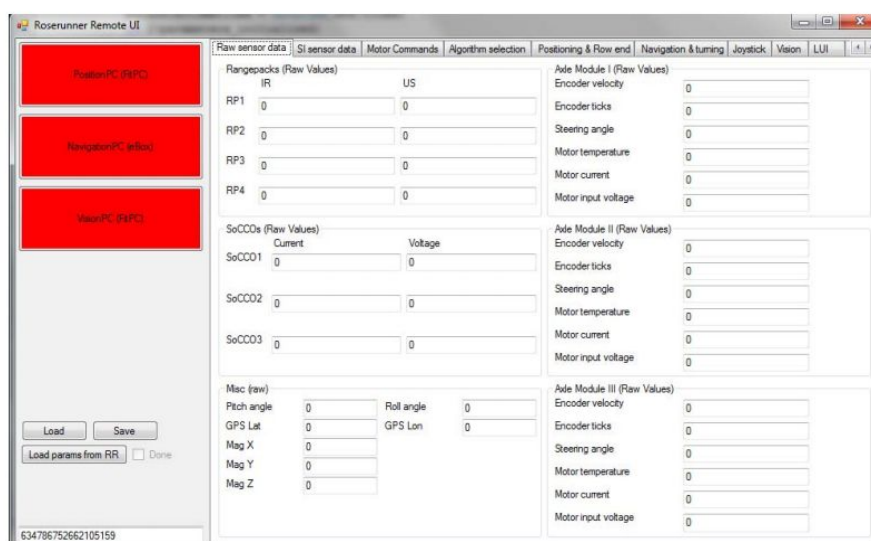 Roserunner Remote UI
PositionPC (FitPC)
NavigationPC (eBox)
VisionPC (FitPC)
Load Save
Load params from RR Done
634786752662105159
Raw sensor data SI sensor data Motor Commands Algorithm selection Positioning & Row end Navigation & turning Joystick Vision LUI
Rangepacks (Raw Values)
IR US
RP1 0 0
RP2 0 0
RP3 0 0
RP4 0 0
SoCCOs (Raw Values)
Current Voltage
SoCCO1 0 0
SoCCO2 0 0
SoCCO3 0 0
Misc (raw)
Pitch angle 0 Roll angle 0
GPS Lat 0 GPS Lon 0
Mag X 0
Mag Y 0
Mag Z 0
Axle Module I (Raw Values)
Encoder velocity 0
Encoder ticks 0
Steering angle 0
Motor temperature 0
Motor current 0
Motor input voltage 0
Axle Module II (Raw Values)
Encoder velocity 0
Encoder ticks 0
Steering angle 0
Motor temperature 0
Motor current 0
Motor input voltage 0
Axle Module III (Raw Values)
Encoder velocity 0
Encoder ticks 0
Steering angle 0
Motor temperature 0
Motor current 0
Motor input voltage 0